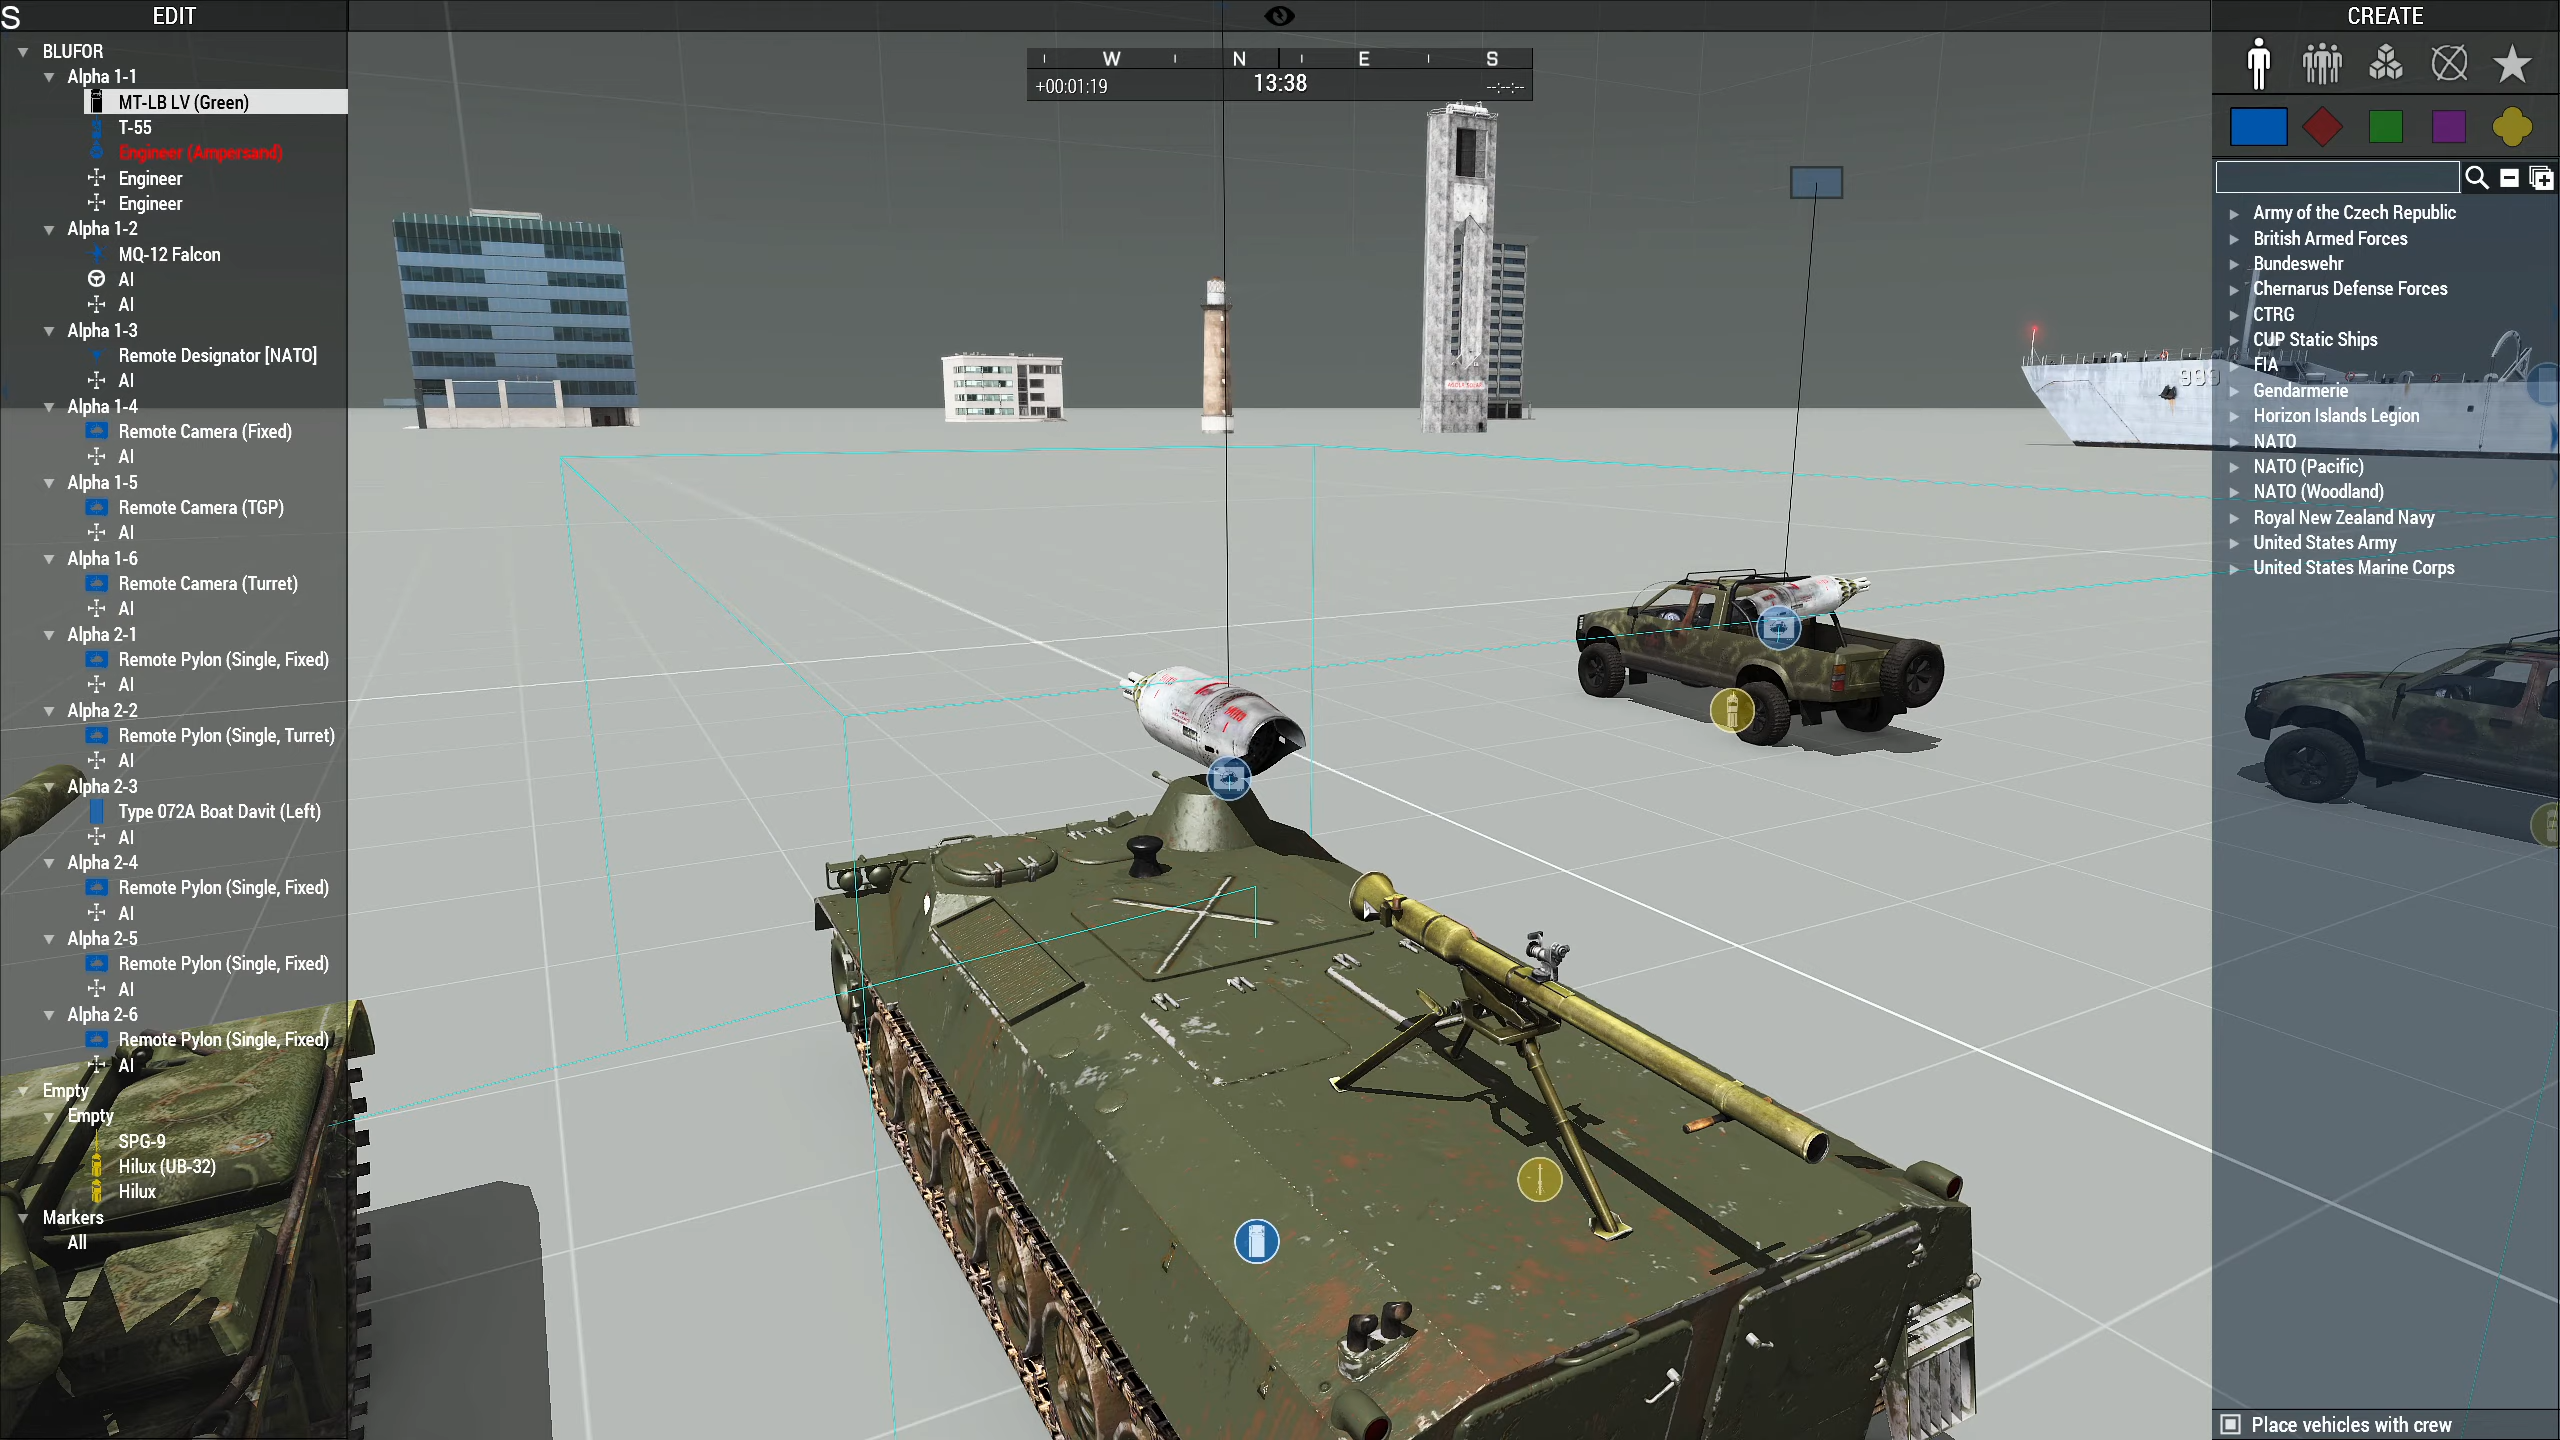 S
EDIT
BLUFOR
Alpha 1-1
MT-LB LV (Green)
T-55
Engineer (Ampersand)
Engineer
Engineer
Alpha 1-2
MQ-12 Falcon
AI
AI
Alpha 1-3
Remote Designator [NATO]
AI
Alpha 1-4
Remote Camera (Fixed)
AI
Alpha 1-5
Remote Camera (TGP)
AI
Alpha 1-6
Remote Camera (Turret)
AI
Alpha 2-1
Remote Pylon (Single, Fixed)
AI
Alpha 2-2
Remote Pylon (Single, Turret)
AI
Alpha 2-3
Type 072A Boat Davit (Left)
AI
Alpha 2-4
Remote Pylon (Single, Fixed)
AI
Alpha 2-5
Remote Pylon (Single, Fixed)
AI
Alpha 2-6
Remote Pylon (Single, Fixed)
AI
Empty
Empty
SPG-9
Hilux (UB-32)
Hilux
Markers
All
W N E S
+00:01:19 13:38 --:--:--
CREATE
Army of the Czech Republic
British Armed Forces
Bundeswehr
Chernarus Defense Forces
CTRG
CUP Static Ships
FIA
Gendarmerie
Horizon Islands Legion
NATO
NATO (Pacific)
NATO (Woodland)
Royal New Zealand Navy
United States Army
United States Marine Corps
Place vehicles with crew